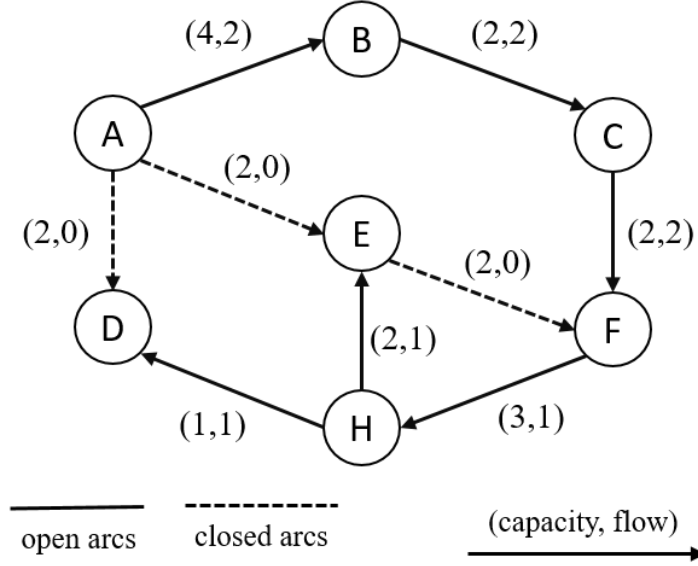 (4,2)
B
(2,2)
A
C
(2,0)
(2,0)
E
(2,2)
(2,0)
D
F
(2,1)
(1,1)
H
(3,1)
open arcs
closed arcs
(capacity, flow)